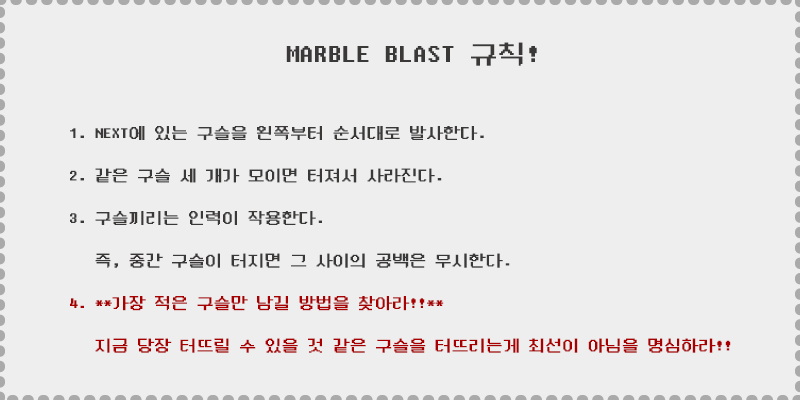 MARBLE BLAST 규칙!
1. NEXT에 있는 구슬을 왼쪽부터 순서대로 발사한다.
2. 같은 구슬 세 개가 모이면 터져서 사라진다.
3. 구슬끼리는 인력이 작용한다.
즉, 중간 구슬이 터지면 그 사이의 공백은 무시한다.
4. **가장 적은 구슬만 남길 방법을 찾아라!!**
지금 당장 터뜨릴 수 있을 것 같은 구슬을 터뜨리는게 최선이 아님을 명심하라!!